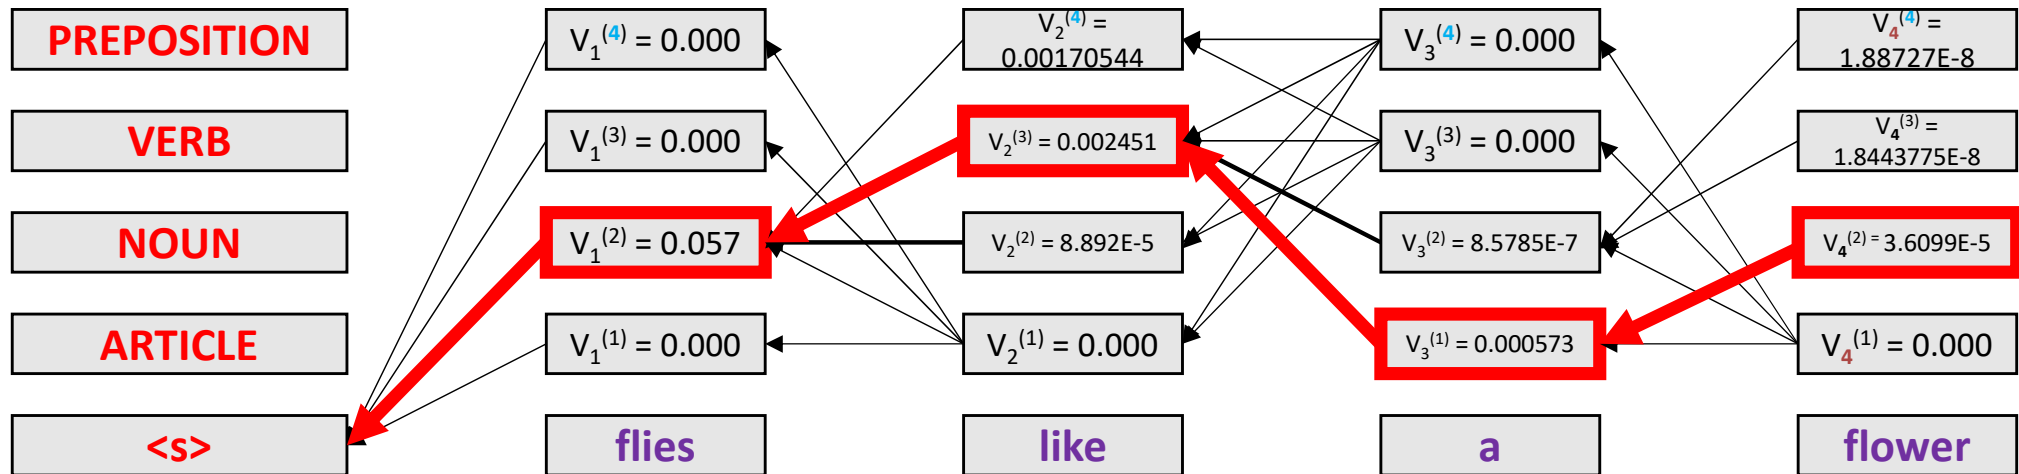 PREPOSITION V₁⁽⁴⁾ = 0.000 V₂⁽⁴⁾ = 0.00170544 V₃⁽⁴⁾ = 0.000 V₄⁽⁴⁾ = 1.88727E-8
VERB V₁⁽³⁾ = 0.000 V₂⁽³⁾ = 0.002451 V₃⁽³⁾ = 0.000 V₄⁽³⁾ = 1.8443775E-8
NOUN V₁⁽²⁾ = 0.057 V₂⁽²⁾ = 8.892E-5 V₃⁽²⁾ = 8.5785E-7 V₄⁽²⁾ ⁼ 3.6099E-5
ARTICLE V₁⁽¹⁾ = 0.000 V₂⁽¹⁾ = 0.000 V₃⁽¹⁾ = 0.000573 V₄⁽¹⁾ = 0.000
<s> flies like a flower